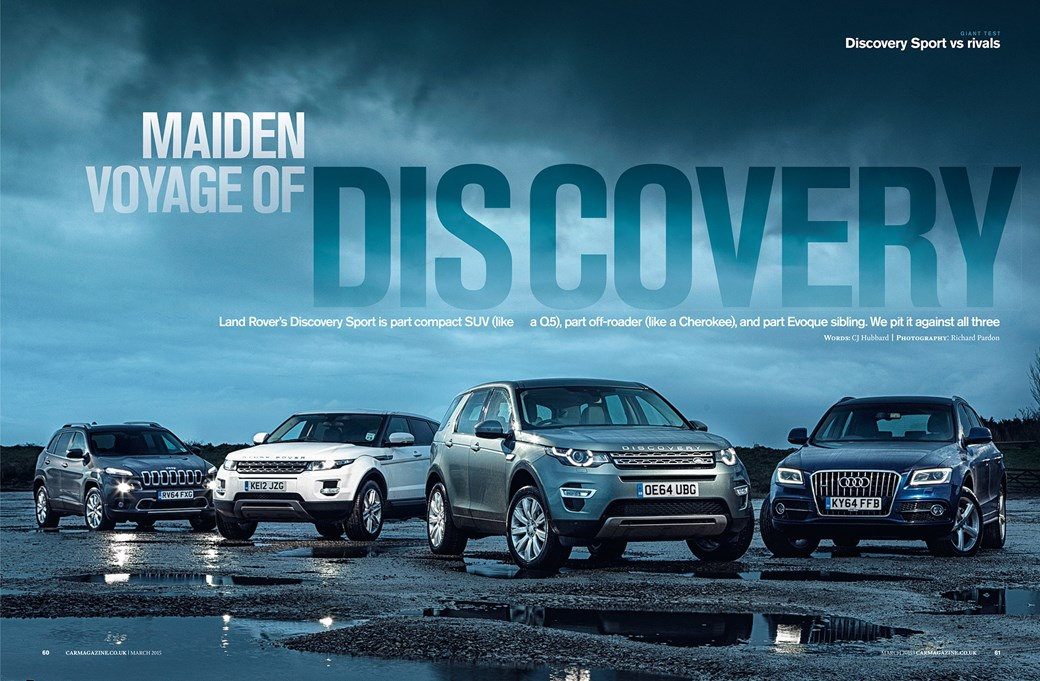 GIANT TEST
Discovery Sport vs rivals
MAIDEN
VOYAGE OF
DISCOVERY
Land Rover's Discovery Sport is part compact SUV (like a Q5), part off-roader (like a Cherokee), and part Evoque sibling. We pit it against all three
Words: CJ Hubbard | Photography: Richard Pardon
DISCOVERY
RV64 FXG
KE12 JZG
OE64 UBG
KY64 FFB
60 CARMAGAZINE.CO.UK | MARCH 2015
CARMAGAZINE.CO.UK 61